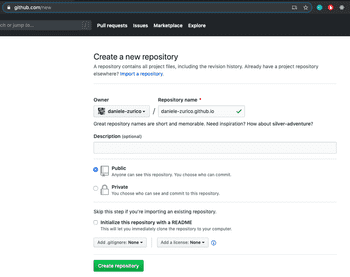 github.com/new
ch or jump to...
Pull requests Issues Marketplace Explore
Create a new repository
A repository contains all project files, including the revision history. Already have a project repository
elsewhere? Import a repository.
Owner Repository name *
daniele-zurico / daniele-zurico.github.io
Great repository names are short and memorable. Need inspiration? How about silver-adventure?
Description (optional)
Public
Anyone can see this repository. You choose who can commit.
Private
You choose who can see and commit to this repository.
Skip this step if you're importing an existing repository.
Initialize this repository with a README
This will let you immediately clone the repository to your computer.
Add .gitignore: None Add a license: None
Create repository